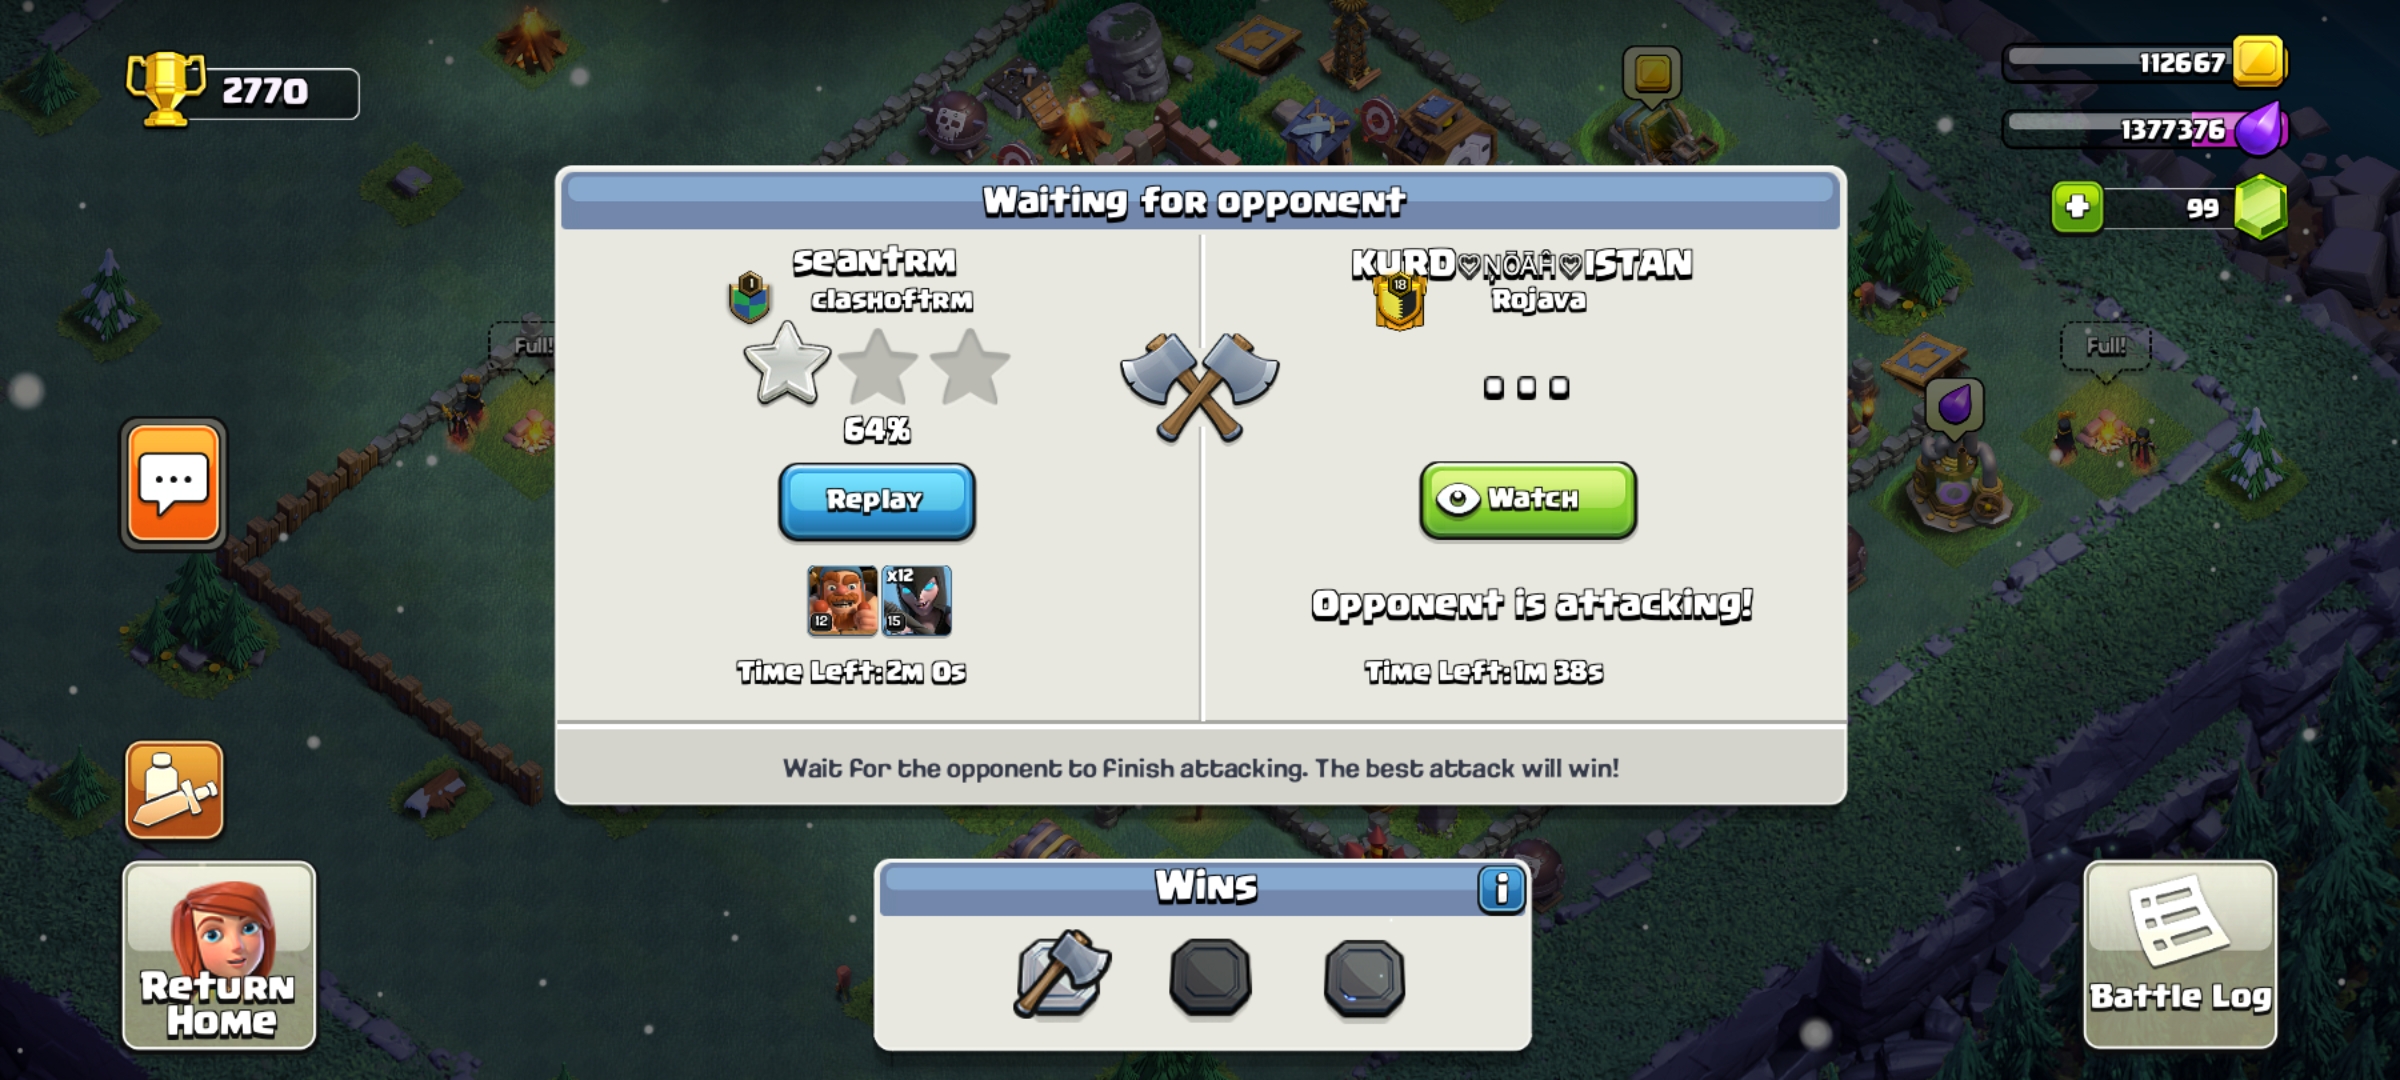 2770
112667
1377376
99
Waiting for opponent
seantRM
clashoftRM
1
64%
Replay
x12
12
15
Time Left: 2m 0s
KURD♡ŅŌĀĤ♡ISTAN
Rojava
18
Watch
Opponent is attacking!
Time Left: 1m 38s
Wait for the opponent to finish attacking. The best attack will win!
Full!
Full!
Wins
i
Return
Home
Battle Log